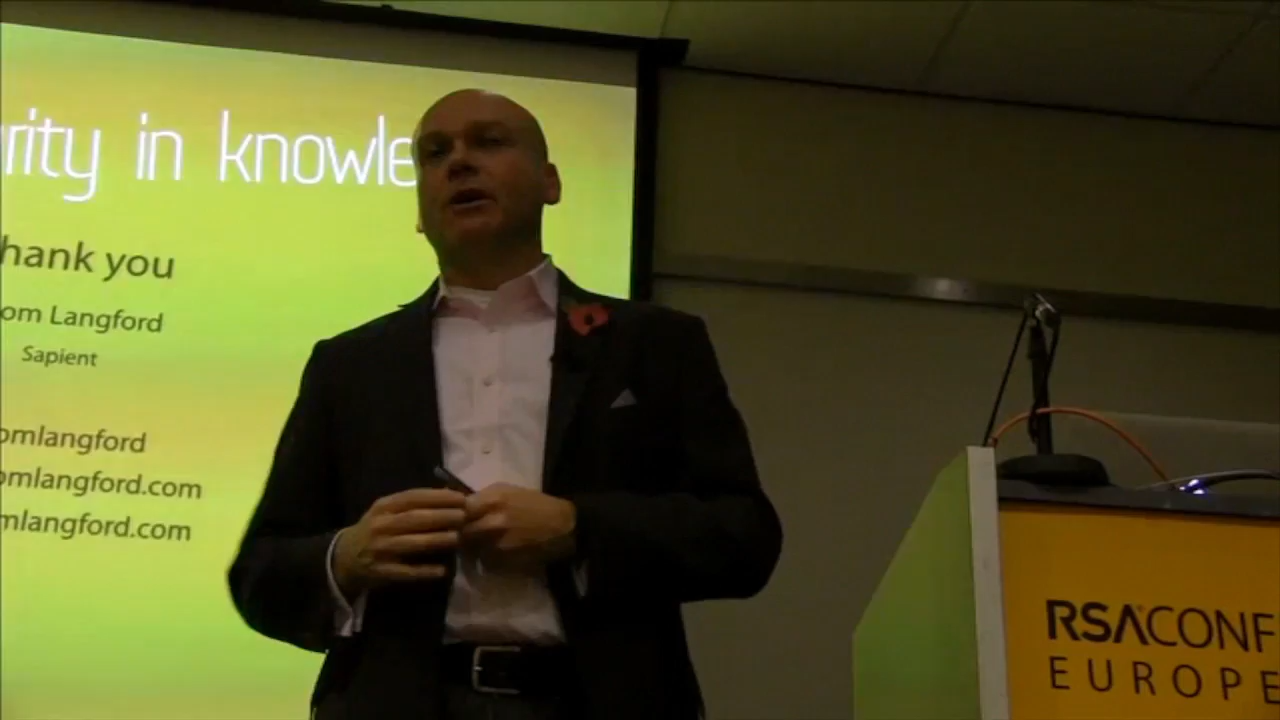 rity in knowle
hank you
om Langford
Sapient
omlangford
omlangford.com
mlangford.com
RSACONF
EUROPE